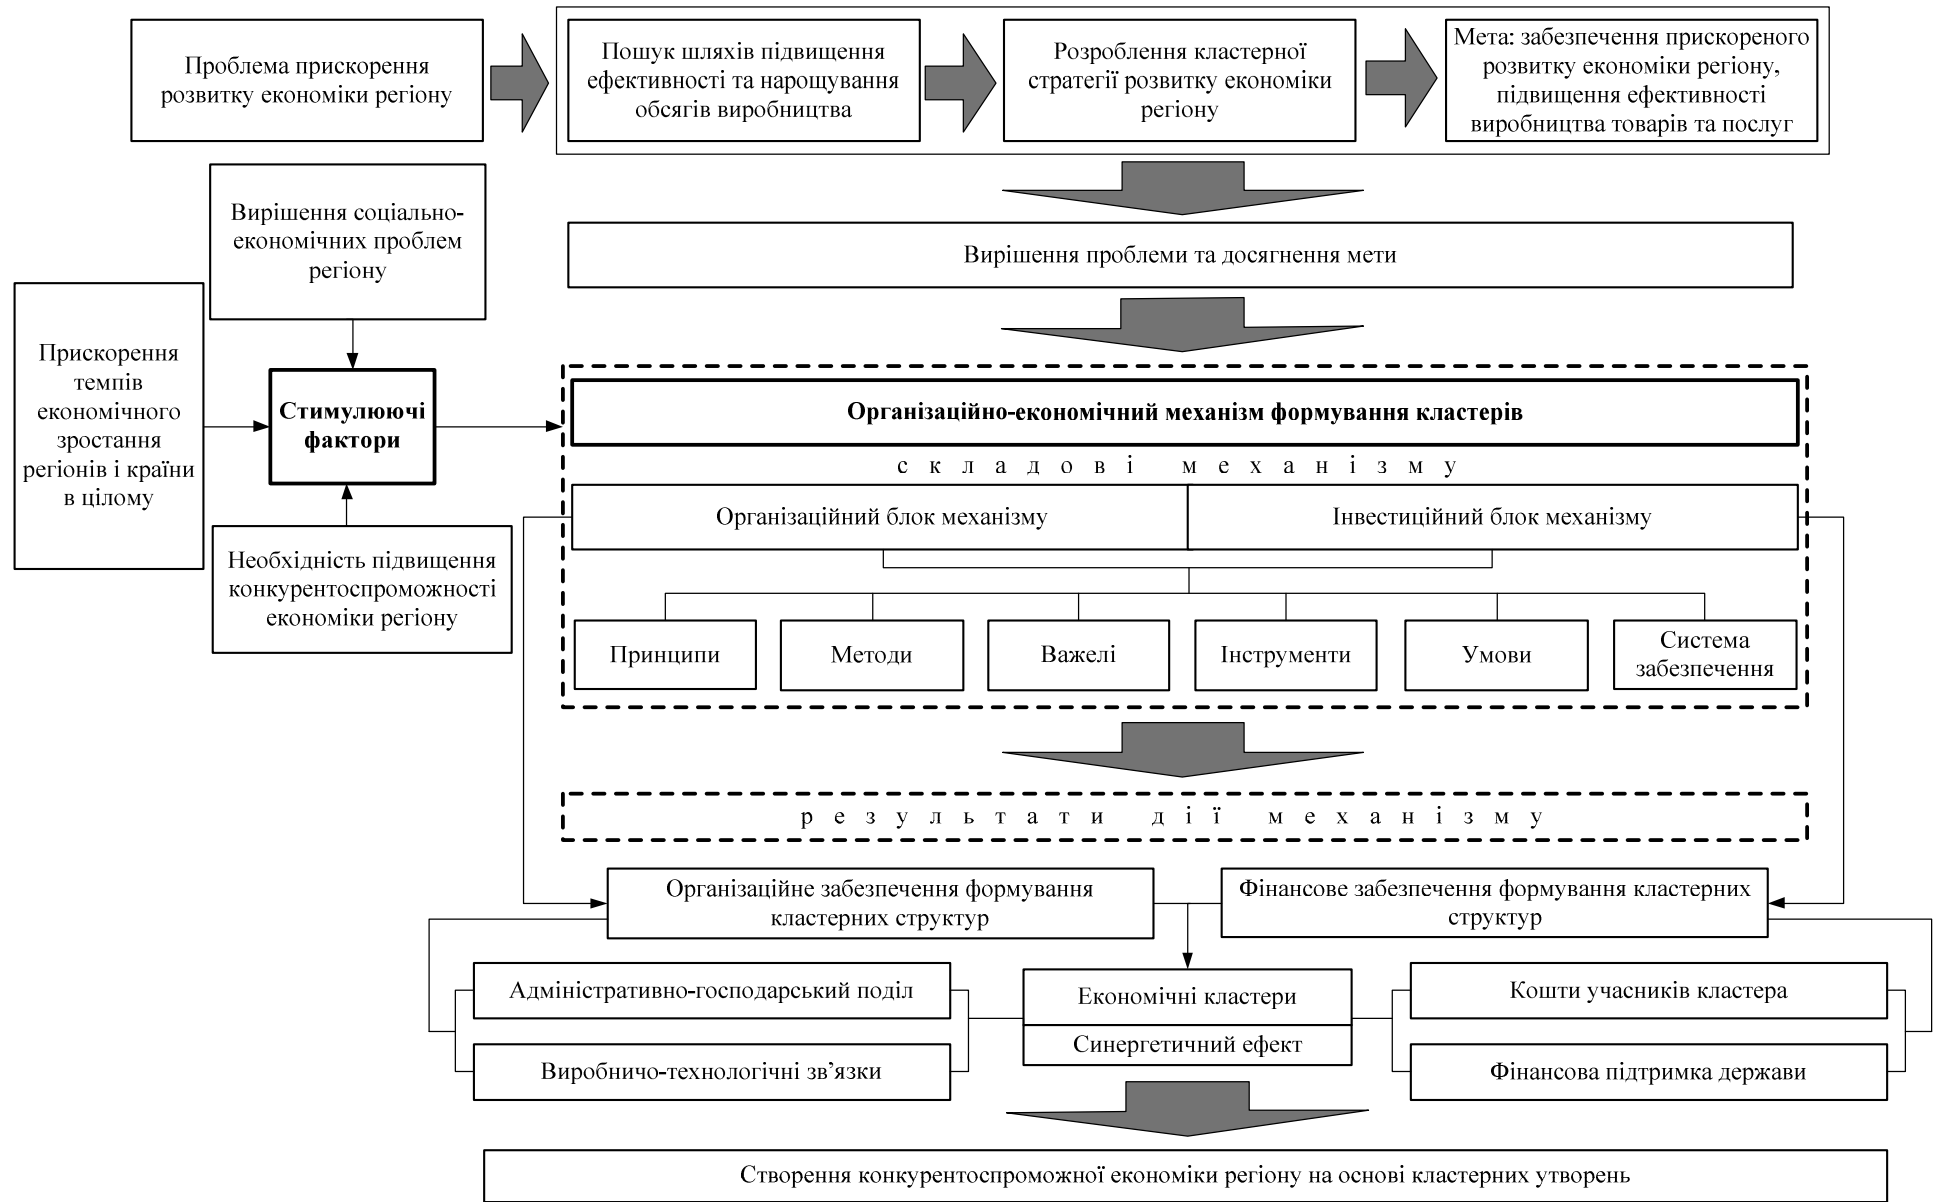 Проблема прискорення
розвитку економіки регіону
Пошук шляхів підвищення
ефективності та нарощування
обсягів виробництва
Розроблення кластерної
стратегії розвитку економіки
регіону
Мета: забезпечення прискореного
розвитку економіки регіону,
підвищення ефективності
виробництва товарів та послуг
Вирішення соціально-
економічних проблем
регіону
Вирішення проблеми та досягнення мети
Прискорення
темпів
економічного
зростання
регіонів і країни
в цілому
Стимулюючі
фактори
Необхідність підвищення
конкурентоспроможності
економіки регіону
Організаційно-економічний механізм формування кластерів
складові механізму
Організаційний блок механізму
Інвестиційний блок механізму
Принципи
Методи
Важелі
Інструменти
Умови
Система
забезпечення
результати дії механізму
Організаційне забезпечення формування
кластерних структур
Фінансове забезпечення формування кластерних
структур
Адміністративно-господарський поділ
Виробничо-технологічні зв’язки
Економічні кластери
Синергетичний ефект
Кошти учасників кластера
Фінансова підтримка держави
Створення конкурентоспроможної економіки регіону на основі кластерних утворень